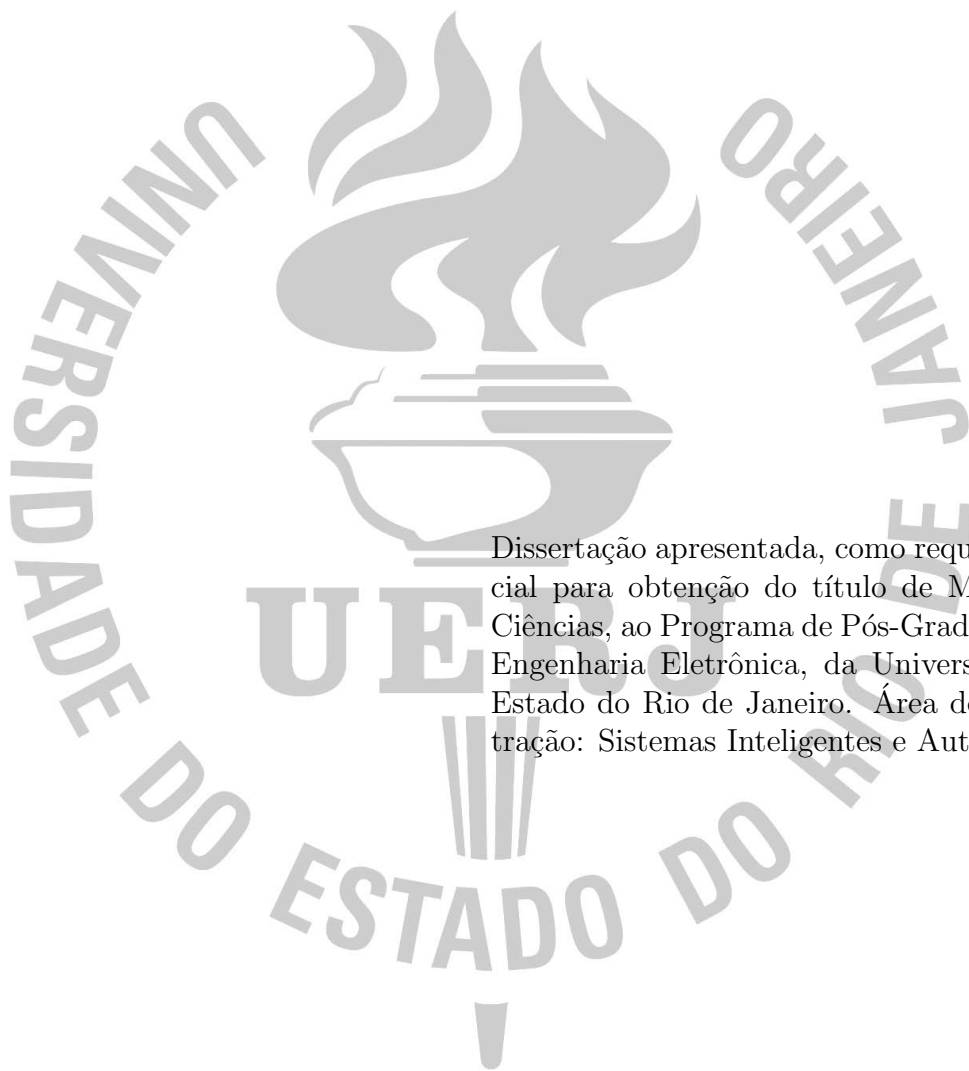 UNIVERSIDADE DO ESTADO DO RIO DE JANEIRO
UERJ
Dissertação apresentada, como requ
cial para obtenção do título de M
Ciências, ao Programa de Pós-Grad
Engenharia Eletrônica, da Univers
Estado do Rio de Janeiro. Área de
tração: Sistemas Inteligentes e Aut